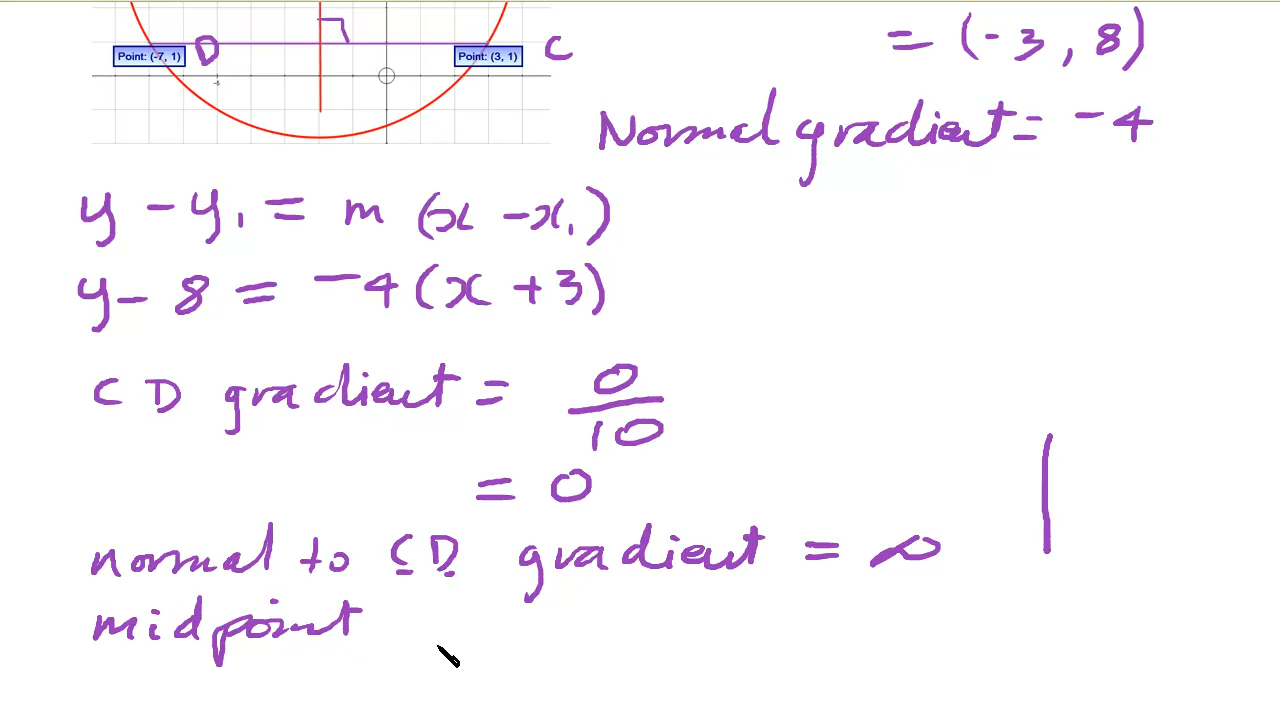 = (-3, 8)
D
C
Point: (-7, 1)
Point: (3, 1)
-5
Normal gradient = -4
y - y₁ = m (x - x₁)
y - 8 = -4 (x + 3)
CD gradient = 0/10
= 0
normal to CD gradient = ∞
midpoint